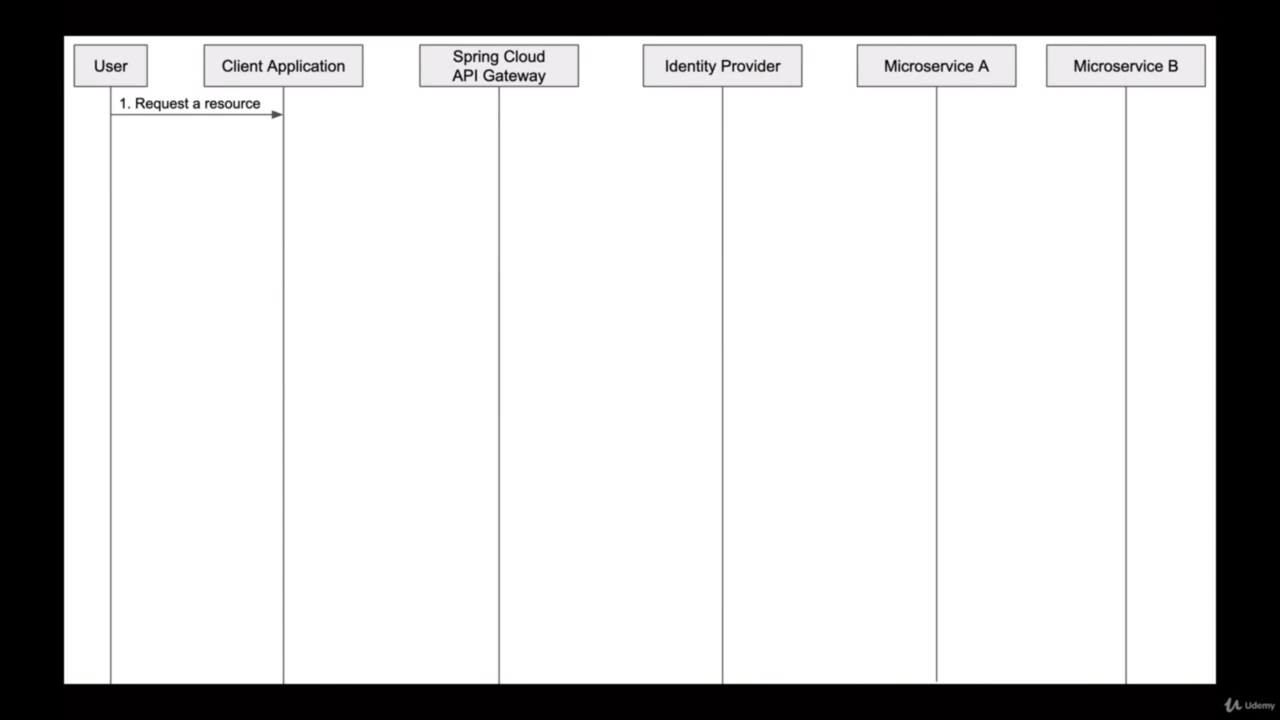 User
Client Application
Spring Cloud
API Gateway
Identity Provider
Microservice A
Microservice B
1. Request a resource
Udemy